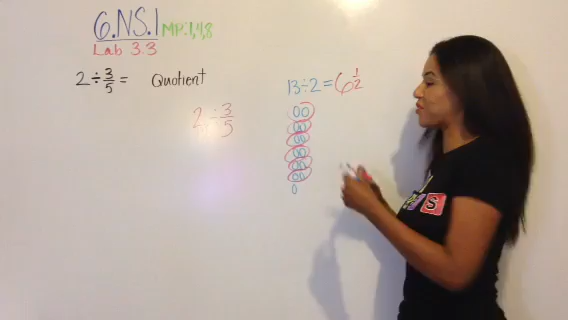 6.NS.1 MP:1,4,8
Lab 3.3
2 ÷ 3/5 = Quotient
2 ÷ 3/5
13 ÷ 2 = 6 1/2
S